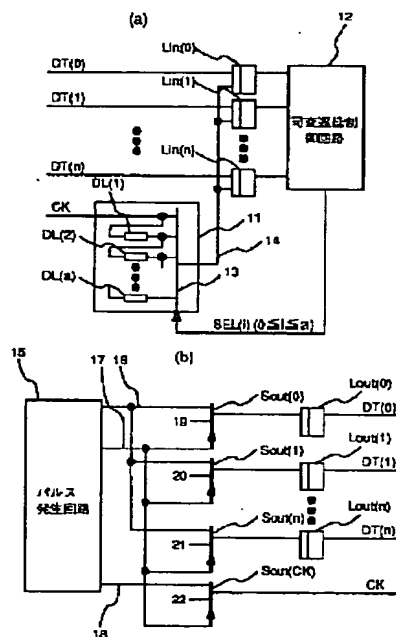 (a)
12
Lin(0)
DT(0)
Lin(1)
DT(1)
Lin(n)
可変遅延制
御回路
DT(n)
DL(1)
CK
DL(2)
11
14
DL(a)
13
SEL(i) (0≦i≦a)
(b)
15
17
16
Sout(0)
Lout(0)
DT(0)
19
Sout(1)
Lout(1)
DT(1)
20
パルス
発生回路
Sout(n)
Lout(n)
DT(n)
21
Sout(CK)
CK
22
18